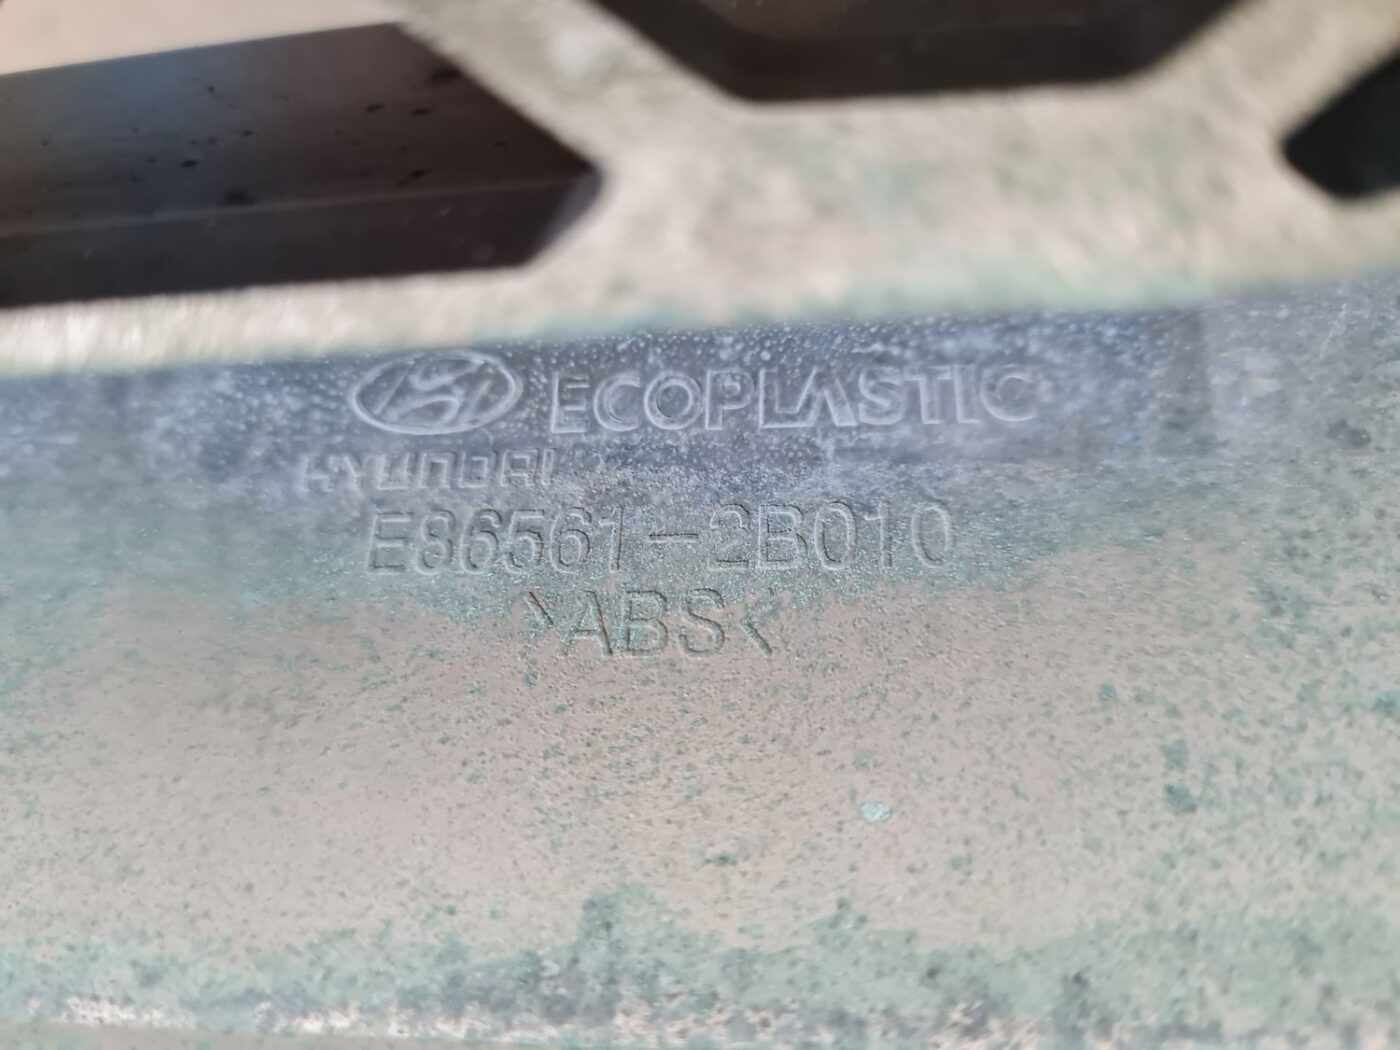 ECOPLASTIC
HYUNDAI
E86561-2B010
>ABS<